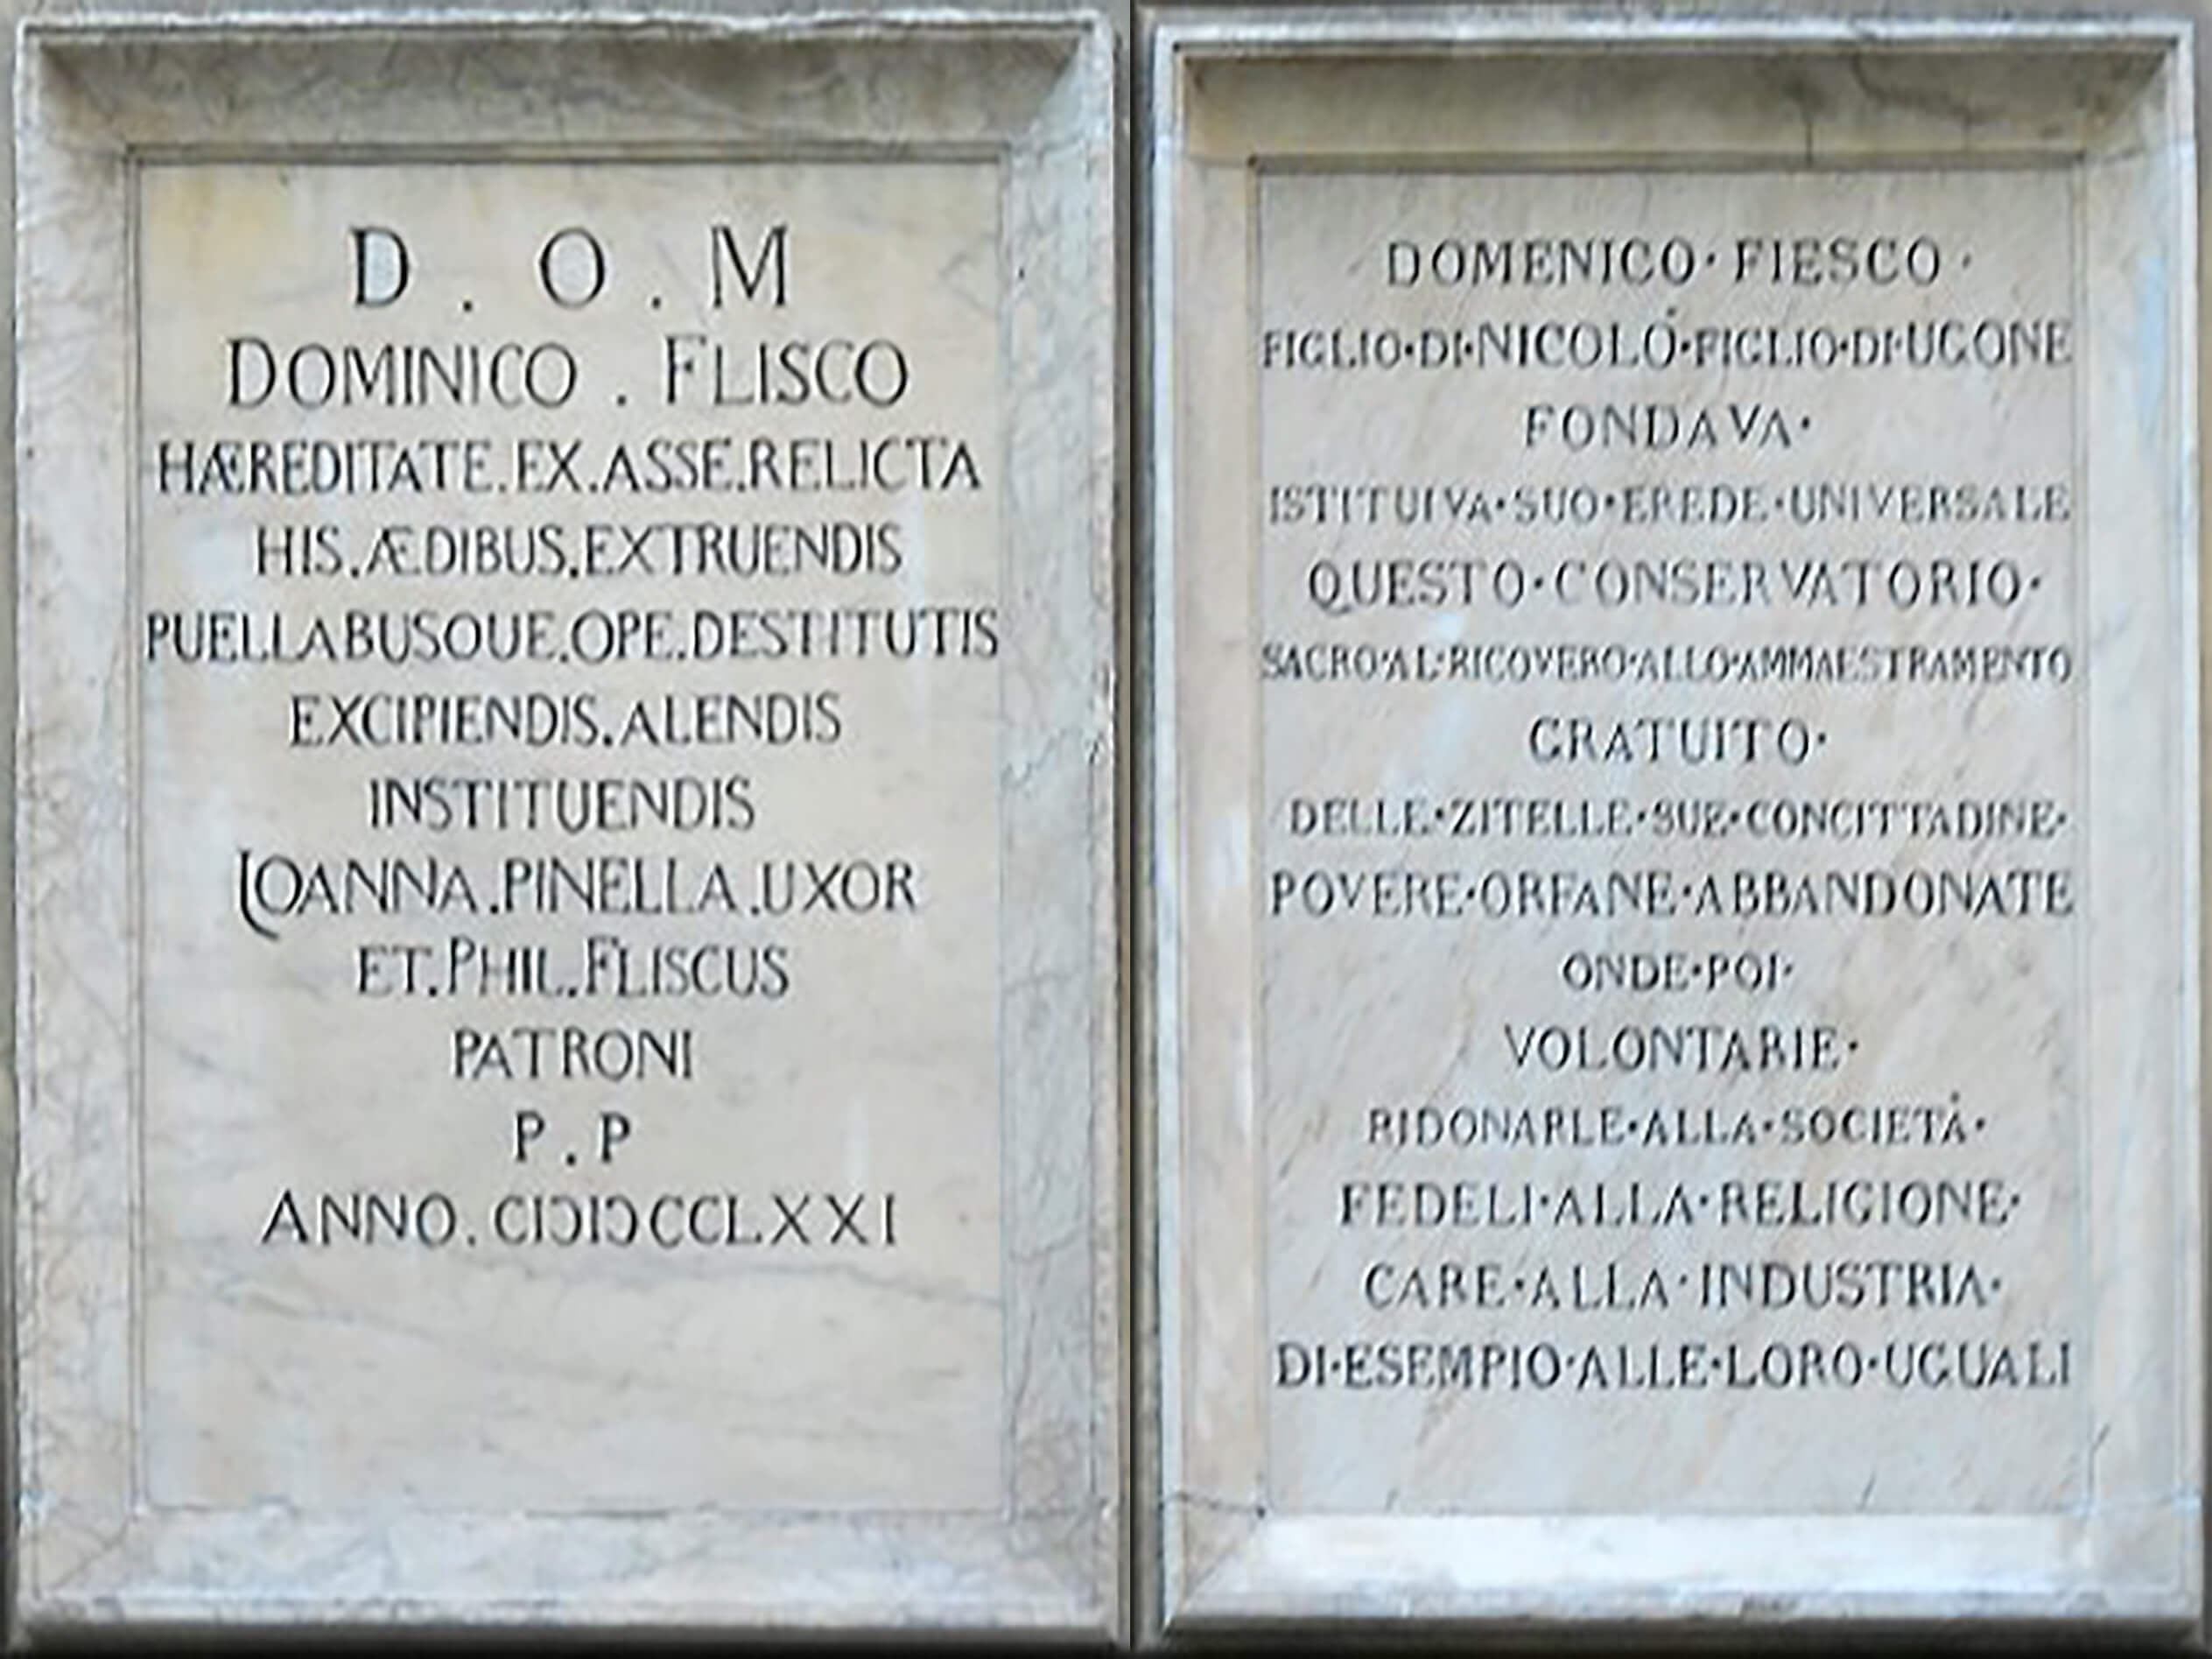 D . O . M
DOMINICO . FLISCO
HÆREDITATE.EX.ASSE.RELICTA
HIS.ÆDIBUS.EXTRUENDIS
PUELLABUSQUE.OPE.DESTITUTIS
EXCIPIENDIS.ALENDIS
INSTITUENDIS
IOANNA.PINELLA.UXOR
ET.PHIL.FLISCUS
PATRONI
P . P
ANNO. CIƆIƆCCLXXI
DOMENICO· FIESCO ·
FIGLIO·DI·NICOLÓ·FIGLIO·DI·UGONE
FONDAVA·
ISTITUIVA·SUO·EREDE·UNIVERSALE
QUESTO·CONSERVATORIO·
SACRO·AL·RICOVERO·ALLO·AMMAESTRAMENTO
GRATUITO·
DELLE·ZITELLE·SUE·CONCITTADINE·
POVERE·ORFANE·ABBANDONATE
ONDE·POI·
VOLONTARIE·
RIDONARLE·ALLA·SOCIETÀ·
FEDELI·ALLA·RELIGIONE·
CARE·ALLA·INDUSTRIA·
DI·ESEMPIO·ALLE·LORO·UGUALI